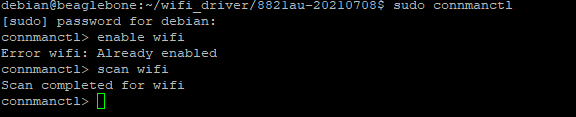 debian@beaglebone:~/wifi_driver/8821au-20210708$ sudo connmanctl
[sudo] password for debian:
connmanctl> enable wifi
Error wifi: Already enabled
connmanctl> scan wifi
Scan completed for wifi
connmanctl>